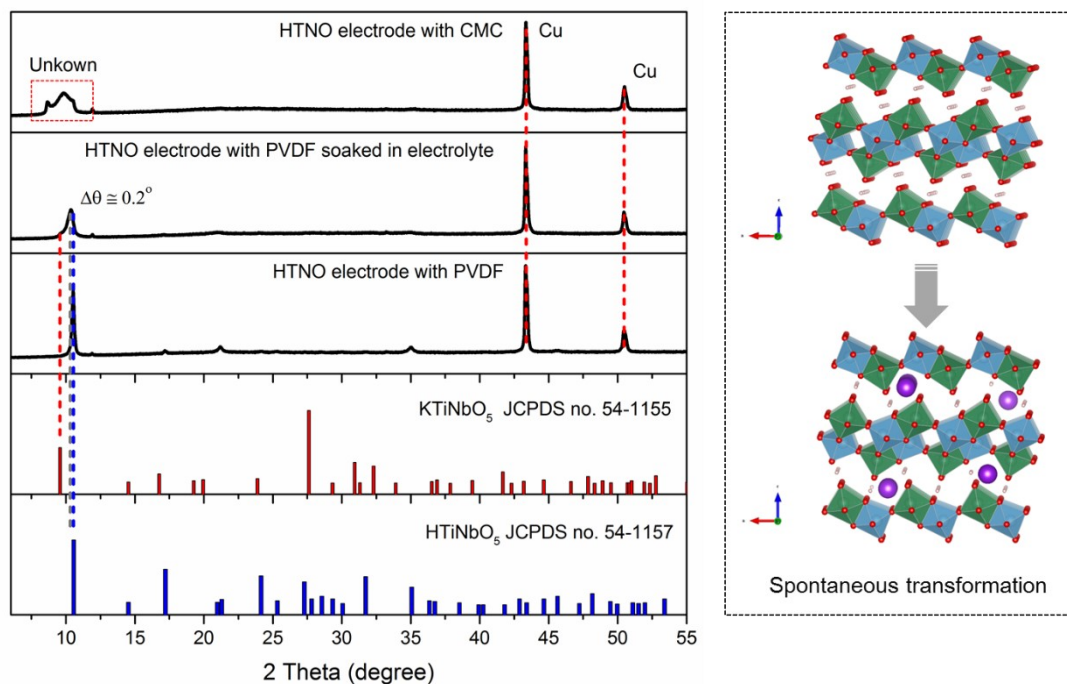 HTNO electrode with CMC
Cu
Unkown
Cu
HTNO electrode with PVDF soaked in electrolyte
Δθ ≅ 0.2°
HTNO electrode with PVDF
KTiNbO₅ JCPDS no. 54-1155
HTiNbO₅ JCPDS no. 54-1157
10 15 20 25 30 35 40 45 50 55
2 Theta (degree)
Spontaneous transformation